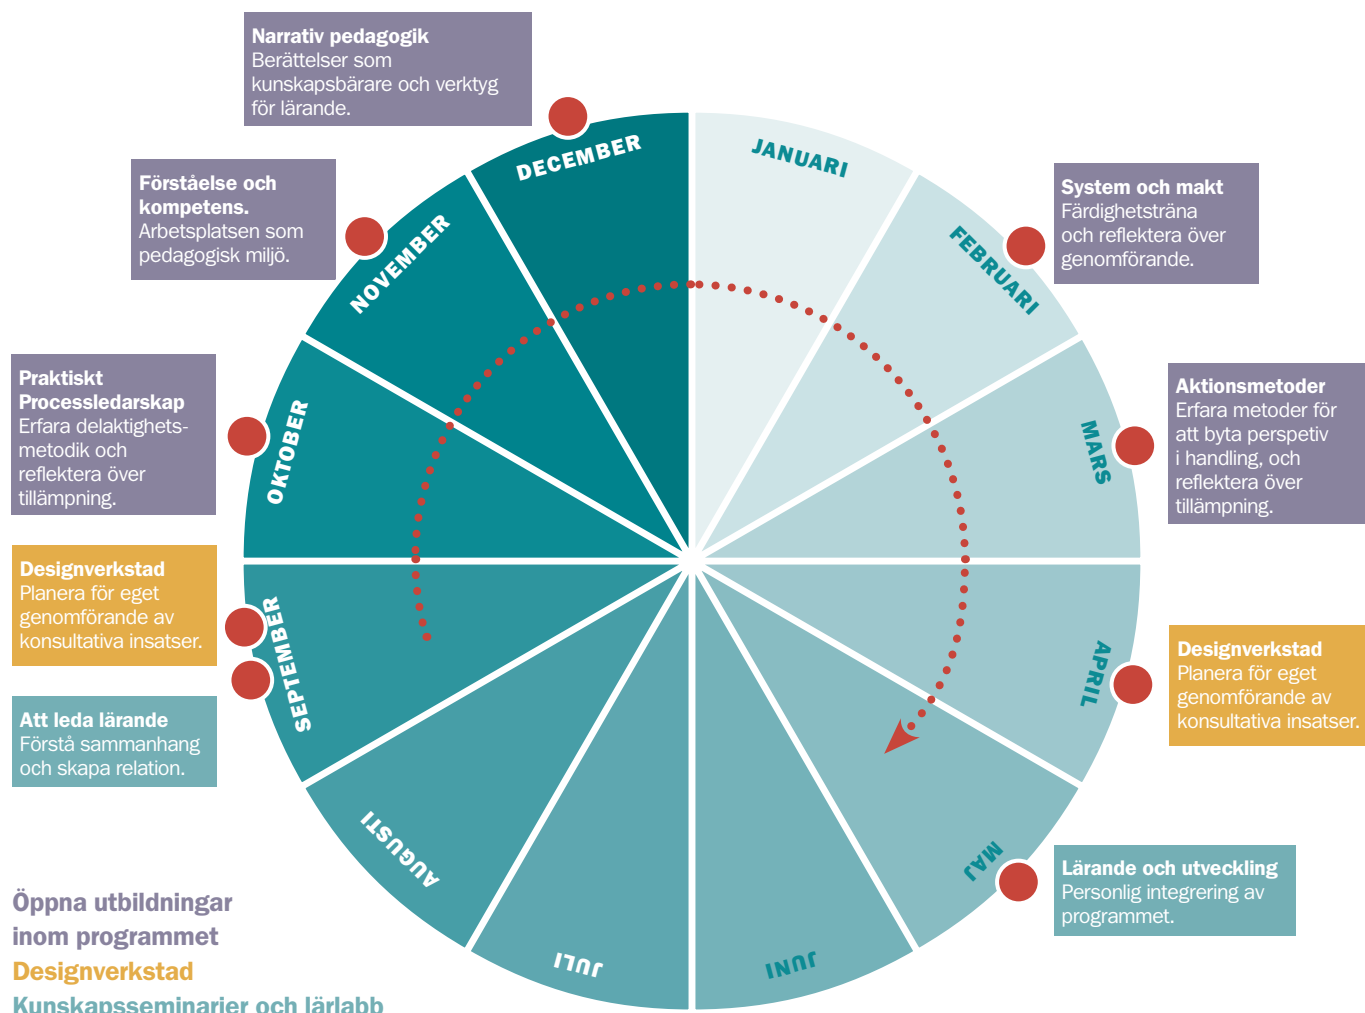 Narrativ pedagogik
Berättelser som
kunskapsbärare och verktyg
för lärande.
Förståelse och
kompetens.
Arbetsplatsen som
pedagogisk miljö.
Praktiskt
Processledarskap
Erfara delaktighets-
metodik och
reflektera över
tillämpning.
Designverkstad
Planera för eget
genomförande av
konsultativa insatser.
Att leda lärande
Förstå sammanhang
och skapa relation.
JANUARI
FEBRUARI
MARS
APRIL
MAJ
JUNI
JULI
AUGUSTI
SEPTEMBER
OKTOBER
NOVEMBER
DECEMBER
System och makt
Färdighetsträna
och reflektera över
genomförande.
Aktionsmetoder
Erfara metoder för
att byta perspetiv
i handling, och
reflektera över
tillämpning.
Designverkstad
Planera för eget
genomförande av
konsultativa insatser.
Lärande och utveckling
Personlig integrering av
programmet.
Öppna utbildningar
inom programmet
Designverkstad
Kunskapsseminarier och lärlabb